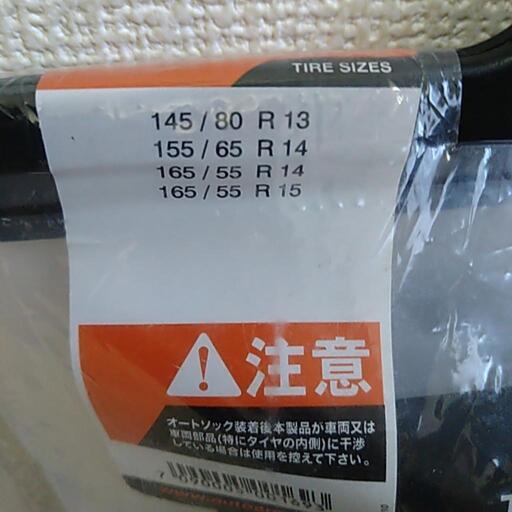 TIRE SIZES
145 / 80 R 13
155 / 65 R 14
165 / 55 R 14
165 / 55 R 15
注意
オートソック装着後本製品が車両又は
車両部品(特にタイヤの内側)に干渉
している場合は使用を控えて下さい。